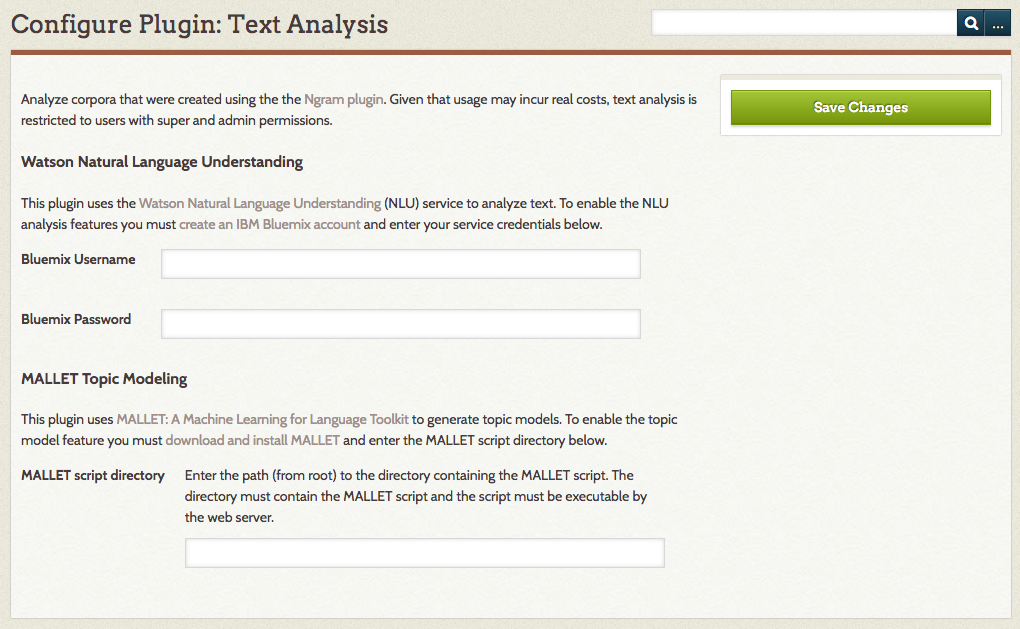 Configure Plugin: Text Analysis
...
Analyze corpora that were created using the the Ngram plugin. Given that usage may incur real costs, text analysis is
restricted to users with super and admin permissions.
Save Changes
Watson Natural Language Understanding
This plugin uses the Watson Natural Language Understanding (NLU) service to analyze text. To enable the NLU
analysis features you must create an IBM Bluemix account and enter your service credentials below.
Bluemix Username
Bluemix Password
MALLET Topic Modeling
This plugin uses MALLET: A Machine Learning for Language Toolkit to generate topic models. To enable the topic
model feature you must download and install MALLET and enter the MALLET script directory below.
MALLET script directory
Enter the path (from root) to the directory containing the MALLET script. The
directory must contain the MALLET script and the script must be executable by
the web server.